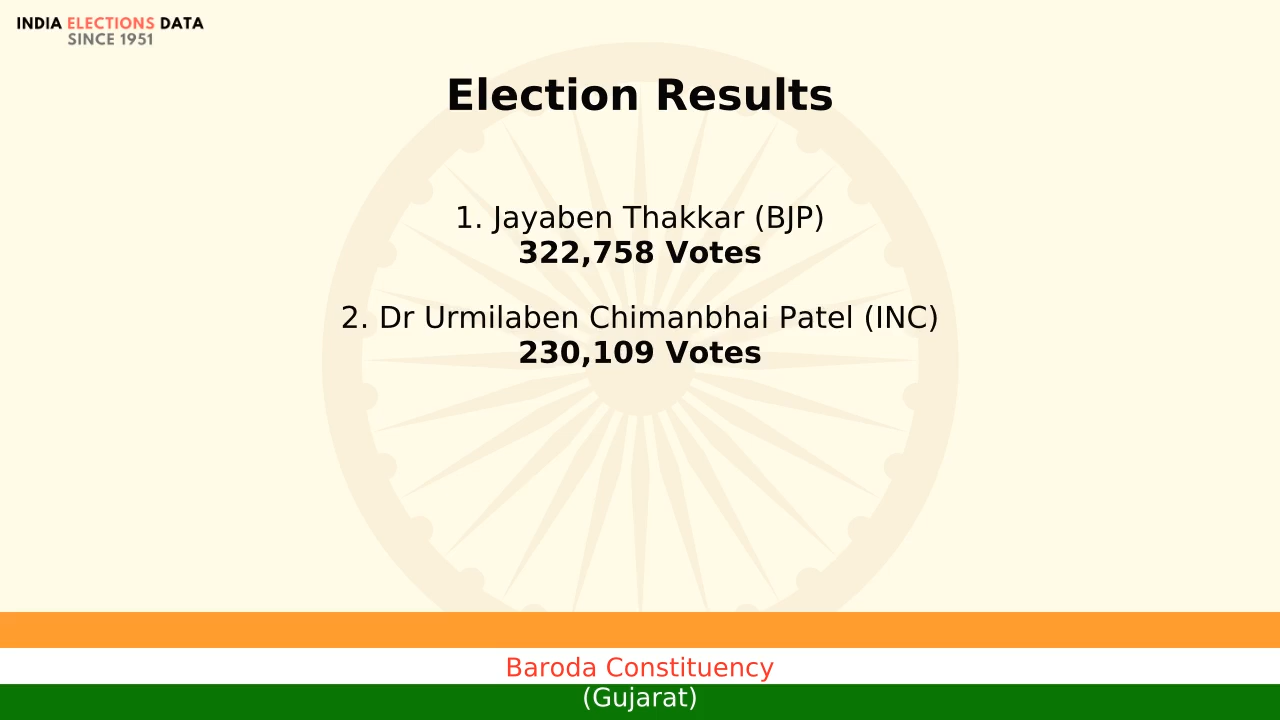 INDIA ELECTIONS DATA
SINCE 1951
Election Results
1. Jayaben Thakkar (BJP)
322,758 Votes
2. Dr Urmilaben Chimanbhai Patel (INC)
230,109 Votes
Baroda Constituency
(Gujarat)